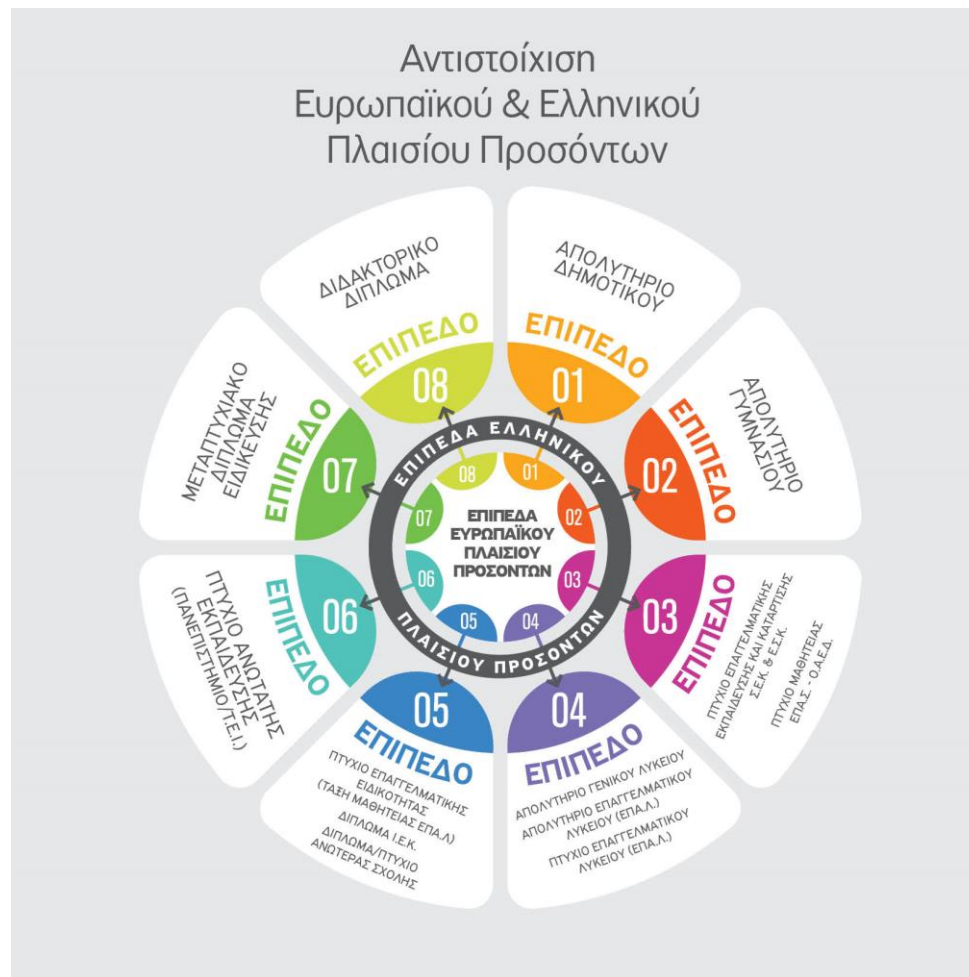 Αντιστοίχιση
Ευρωπαϊκού & Ελληνικού
Πλαισίου Προσόντων
ΑΠΟΛΥΤΗΡΙΟ
ΔΗΜΟΤΙΚΟΥ
ΕΠΙΠΕΔΟ
01
ΑΠΟΛΥΤΗΡΙΟ
ΓΥΜΝΑΣΙΟΥ
ΕΠΙΠΕΔΟ
02
ΕΠΙΠΕΔΟ
03
ΠΤΥΧΙΟ ΕΠΑΓΓΕΛΜΑΤΙΚΗΣ
ΕΚΠΑΙΔΕΥΣΗΣ ΚΑΙ ΚΑΤΑΡΤΙΣΗΣ
Σ.Ε.Κ. & Ε.Σ.Κ.
ΠΤΥΧΙΟ ΜΑΘΗΤΕΙΑΣ
ΕΠΑ.Σ. - Ο.Α.Ε.Δ.
04
ΕΠΙΠΕΔΟ
ΑΠΟΛΥΤΗΡΙΟ ΓΕΝΙΚΟΥ ΛΥΚΕΙΟΥ
ΑΠΟΛΥΤΗΡΙΟ ΕΠΑΓΓΕΛΜΑΤΙΚΟΥ
ΛΥΚΕΙΟΥ (ΕΠΑ.Λ.)
ΠΤΥΧΙΟ ΕΠΑΓΓΕΛΜΑΤΙΚΟΥ
ΛΥΚΕΙΟΥ (ΕΠΑ.Λ.)
05
ΕΠΙΠΕΔΟ
ΠΤΥΧΙΟ ΕΠΑΓΓΕΛΜΑΤΙΚΗΣ
ΕΙΔΙΚΟΤΗΤΑΣ
(ΤΑΞΗ ΜΑΘΗΤΕΙΑΣ ΕΠΑ.Λ)
ΔΙΠΛΩΜΑ Ι.Ε.Κ.
ΔΙΠΛΩΜΑ/ΠΤΥΧΙΟ
ΑΝΩΤΕΡΑΣ ΣΧΟΛΗΣ
06
ΕΠΙΠΕΔΟ
ΠΤΥΧΙΟ ΑΝΩΤΑΤΗΣ
ΕΚΠΑΙΔΕΥΣΗΣ
(ΠΑΝΕΠΙΣΤΗΜΙΟ/Τ.Ε.Ι.)
ΜΕΤΑΠΤΥΧΙΑΚΟ
ΔΙΠΛΩΜΑ
ΕΙΔΙΚΕΥΣΗΣ
ΕΠΙΠΕΔΟ
07
ΔΙΔΑΚΤΟΡΙΚΟ
ΔΙΠΛΩΜΑ
ΕΠΙΠΕΔΟ
08
ΕΠΙΠΕΔΑ ΕΛΛΗΝΙΚΟΥ
ΠΛΑΙΣΙΟΥ ΠΡΟΣΟΝΤΩΝ
01
02
03
04
05
06
07
08
ΕΠΙΠΕΔΑ
ΕΥΡΩΠΑΪΚΟΥ
ΠΛΑΙΣΙΟΥ
ΠΡΟΣΟΝΤΩΝ